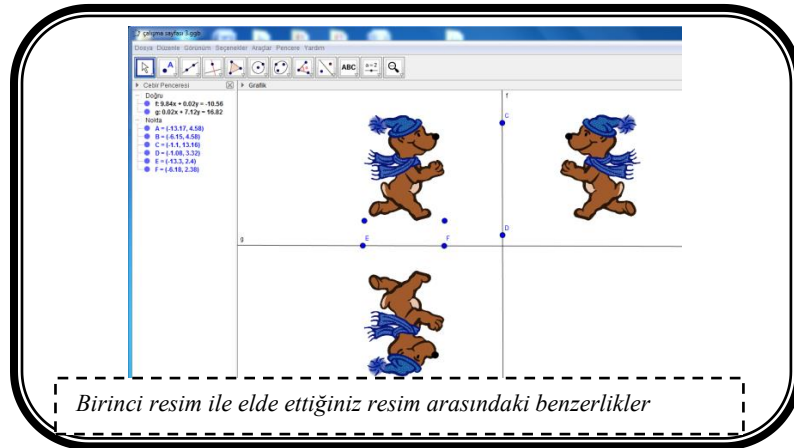 çalışma sayfası 3.ggb
Dosya Düzenle Görünüm Seçenekler Araçlar Pencere Yardım
A
ABC
a = 2
Cebir Penceresi
Grafik
Doğru
f: 9.84x + 0.02y = -10.56
g: 0.02x + 7.12y = 16.82
Nokta
A = (-13.17, 4.58)
B = (-6.15, 4.58)
C = (-1.1, 13.16)
D = (-1.08, 3.32)
E = (-13.3, 2.4)
F = (-6.18, 2.38)
f
C
D
g
E
F
Birinci resim ile elde ettiğiniz resim arasındaki benzerlikler